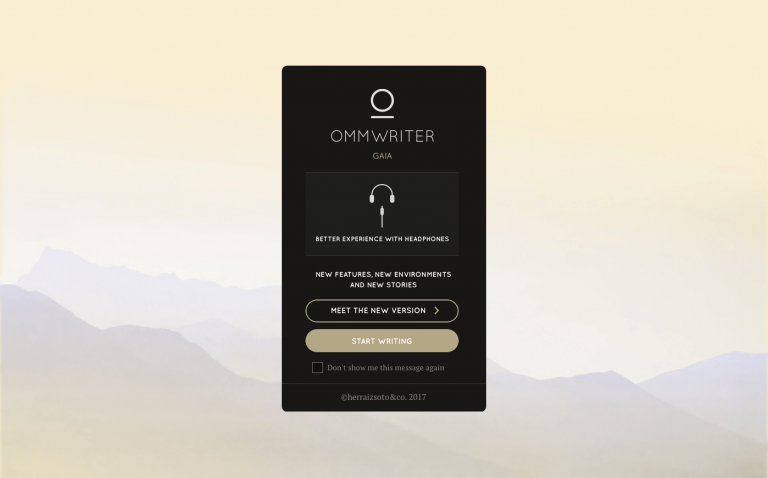 OMMWRITER
GAIA
BETTER EXPERIENCE WITH HEADPHONES
NEW FEATURES, NEW ENVIRONMENTS
AND NEW STORIES
MEET THE NEW VERSION
START WRITING
Don't show me this message again
©herraizsoto&co. 2017